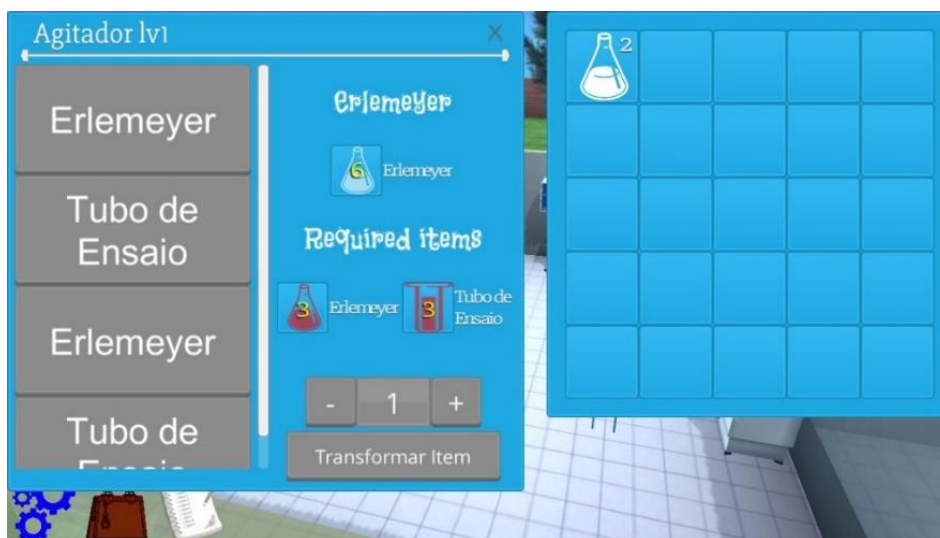 Agitador lv1
X
Erlemeyer
Tubo de
Ensaio
Erlemeyer
Tubo de
Ensaio
Erlemeyer
6
Erlemeyer
Required items
3
Erlemeyer
3
Tubo de
Ensaio
-
1
+
Transformar Item
2